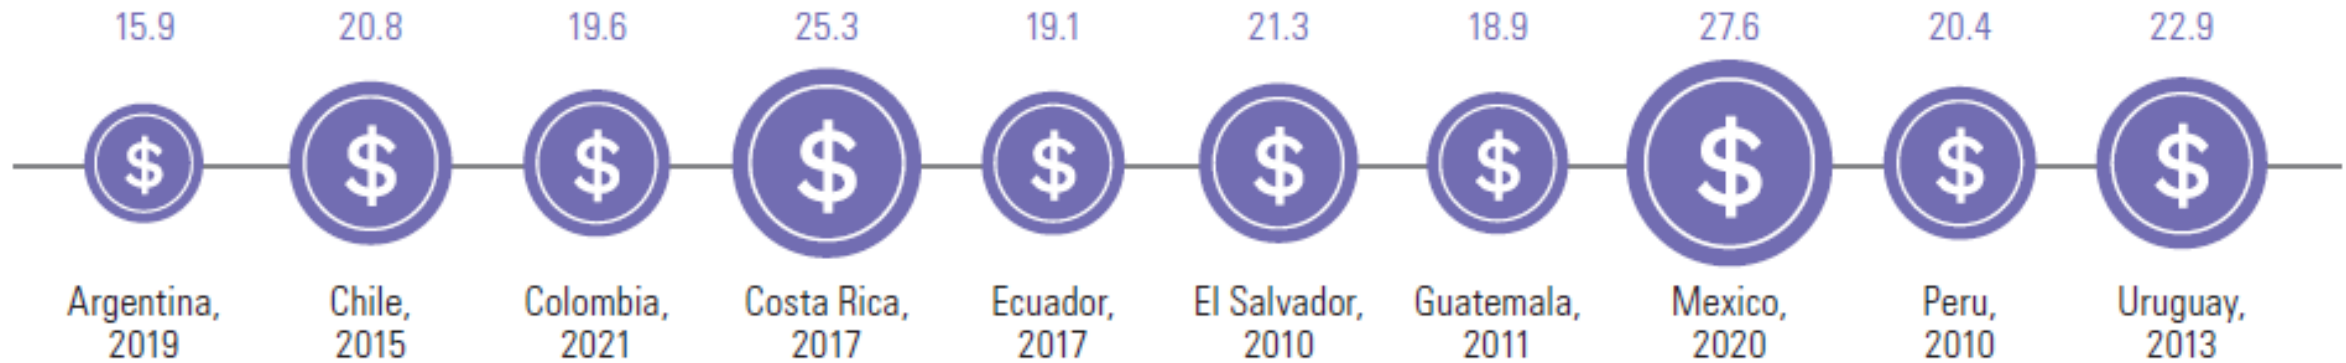 15.9 20.8 19.6 25.3 19.1 21.3 18.9 27.6 20.4 22.9
$ $ $ $ $ $ $ $ $ $
Argentina, Chile, Colombia, Costa Rica, Ecuador, El Salvador, Guatemala, Mexico, Peru, Uruguay,
2019 2015 2021 2017 2017 2010 2011 2020 2010 2013